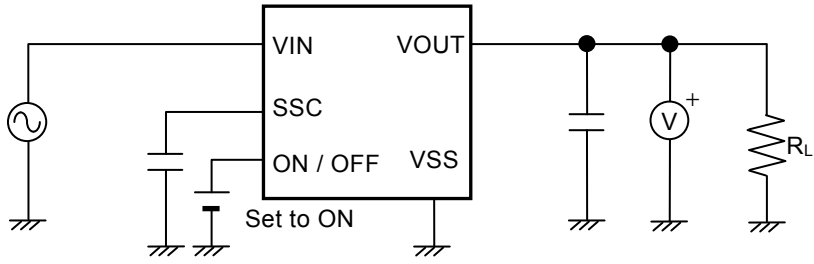 VIN
VOUT
SSC
+
V
ON / OFF
VSS
RL
Set to ON